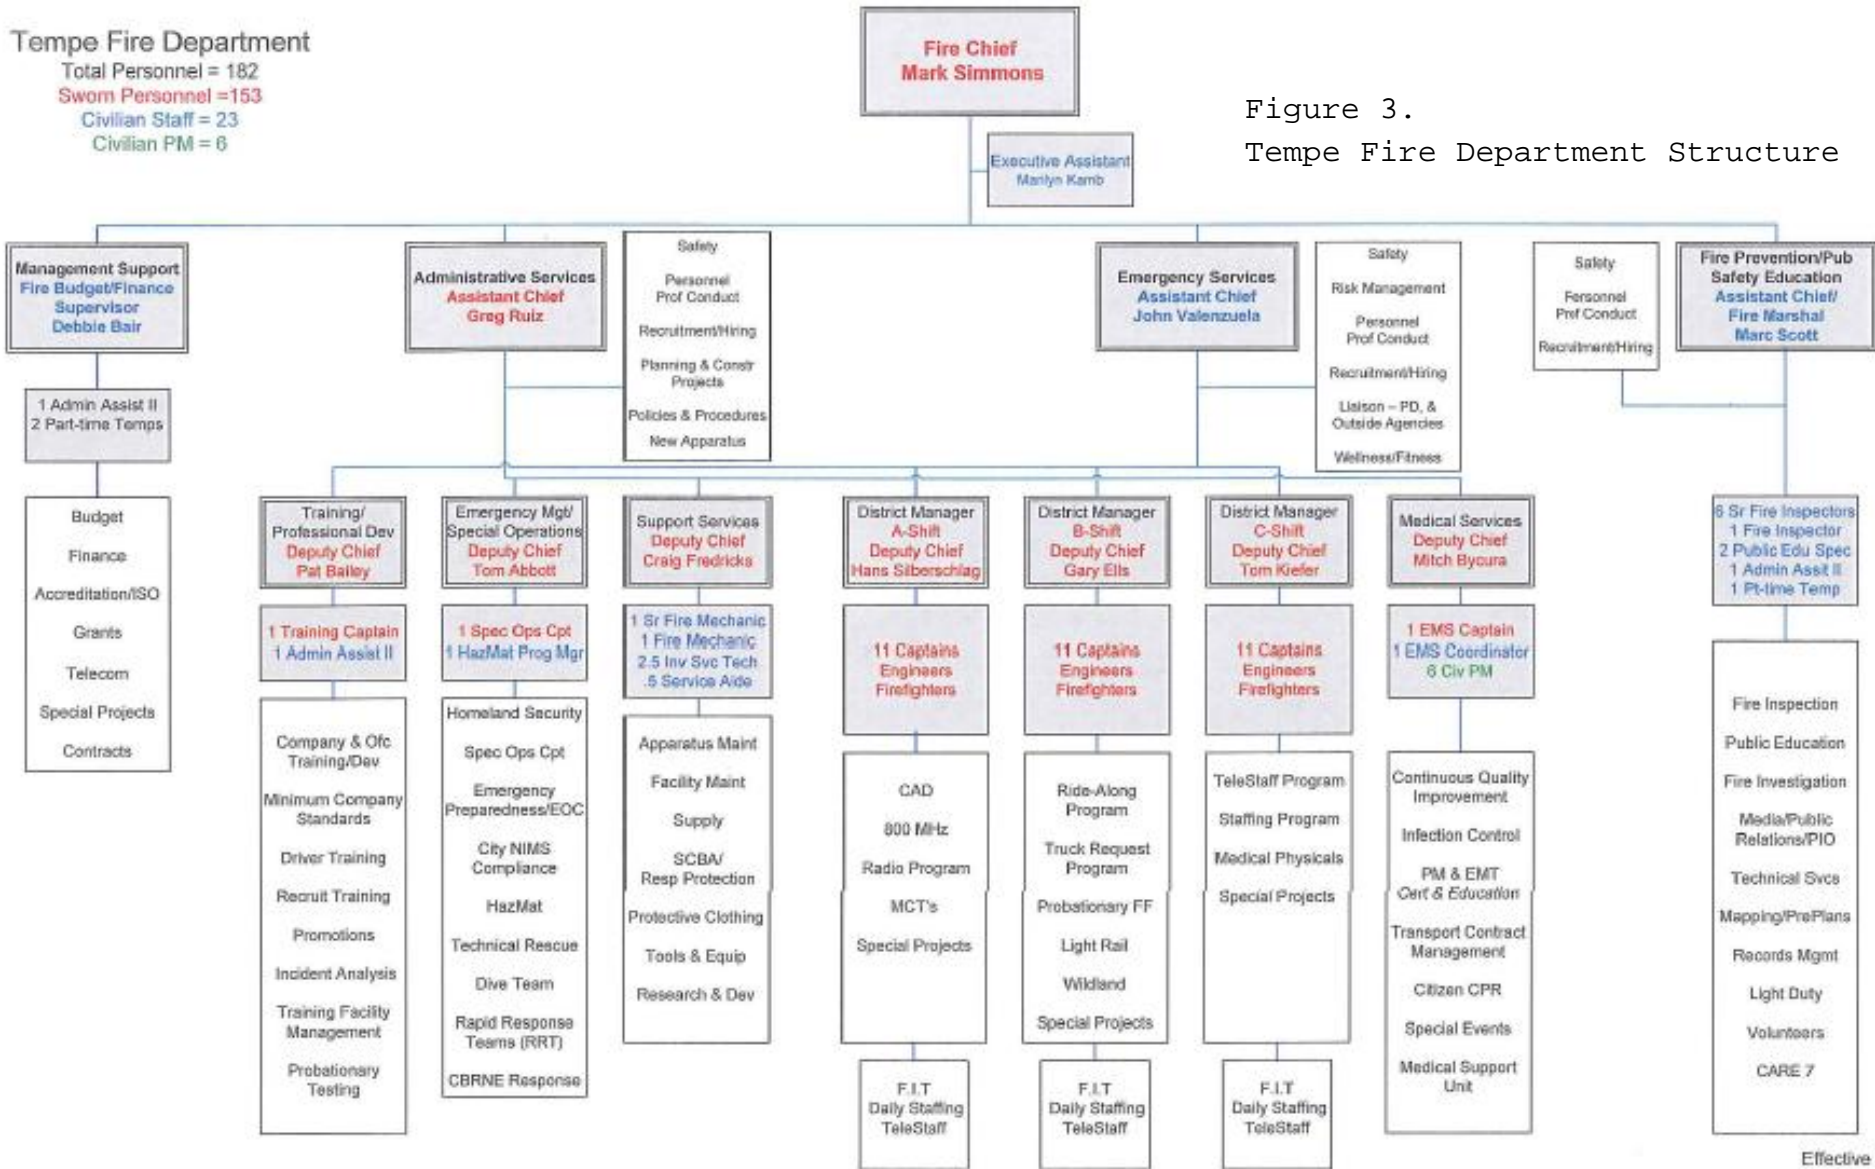 Tempe Fire Department
Total Personnel = 182
Sworn Personnel =153
Civilian Staff = 23
Civilian PM = 6
Fire Chief
Mark Simmons
Figure 3.
Tempe Fire Department Structure
Executive Assistant
Marilyn Kamb
Management Support
Fire Budget/Finance
Supervisor
Debbie Bair
1 Admin Assist II
2 Part-time Temps
Budget
Finance
Accreditation/ISO
Grants
Telecom
Special Projects
Contracts
Administrative Services
Assistant Chief
Greg Ruiz
Safety
Personnel
Prof Conduct
Recruitment/Hiring
Planning & Constr
Projects
Policies & Procedures
New Apparatus
Emergency Services
Assistant Chief
John Valenzuela
Safety
Risk Management
Personnel
Prof Conduct
Recruitment/Hiring
Liaison – PD, &
Outside Agencies
Wellness/Fitness
Safety
Personnel
Prof Conduct
Recruitment/Hiring
Fire Prevention/Pub
Safety Education
Assistant Chief/
Fire Marshal
Marc Scott
Training/
Professional Dev
Deputy Chief
Pat Bailey
1 Training Captain
1 Admin Assist II
Company & Ofc
Training/Dev
Minimum Company
Standards
Driver Training
Recruit Training
Promotions
Incident Analysis
Training Facility
Management
Probationary
Testing
Emergency Mgt/
Special Operations
Deputy Chief
Tom Abbott
1 Spec Ops Cpt
1 HazMat Prog Mgr
Homeland Security
Spec Ops Cpt
Emergency
Preparedness/EOC
City NIMS
Compliance
HazMat
Technical Rescue
Dive Team
Rapid Response
Teams (RRT)
CBRNE Response
Support Services
Deputy Chief
Craig Fredricks
1 Sr Fire Mechanic
1 Fire Mechanic
2.5 Inv Svc Tech
.5 Service Aide
Apparatus Maint
Facility Maint
Supply
SCBA/
Resp Protection
Protective Clothing
Tools & Equip
Research & Dev
District Manager
A-Shift
Deputy Chief
Hans Silberschlag
11 Captains
Engineers
Firefighters
CAD
800 MHz
Radio Program
MCT's
Special Projects
F.I.T
Daily Staffing
TeleStaff
District Manager
B-Shift
Deputy Chief
Gary Ells
11 Captains
Engineers
Firefighters
Ride-Along
Program
Truck Request
Program
Probationary FF
Light Rail
Wildland
Special Projects
F.I.T
Daily Staffing
TeleStaff
District Manager
C-Shift
Deputy Chief
Tom Kiefer
11 Captains
Engineers
Firefighters
TeleStaff Program
Staffing Program
Medical Physicals
Special Projects
F.I.T
Daily Staffing
TeleStaff
Medical Services
Deputy Chief
Mitch Bycura
1 EMS Captain
1 EMS Coordinator
6 Civ PM
Continuous Quality
Improvement
Infection Control
PM & EMT
Cert & Education
Transport Contract
Management
Citizen CPR
Special Events
Medical Support
Unit
6 Sr Fire Inspectors
1 Fire Inspector
2 Public Edu Spec
1 Admin Assit II
1 Pt-time Temp
Fire Inspection
Public Education
Fire Investigation
Media/Public
Relations/PIO
Technical Svcs
Mapping/PrePlans
Records Mgmt
Light Duty
Volunteers
CARE 7
Effective